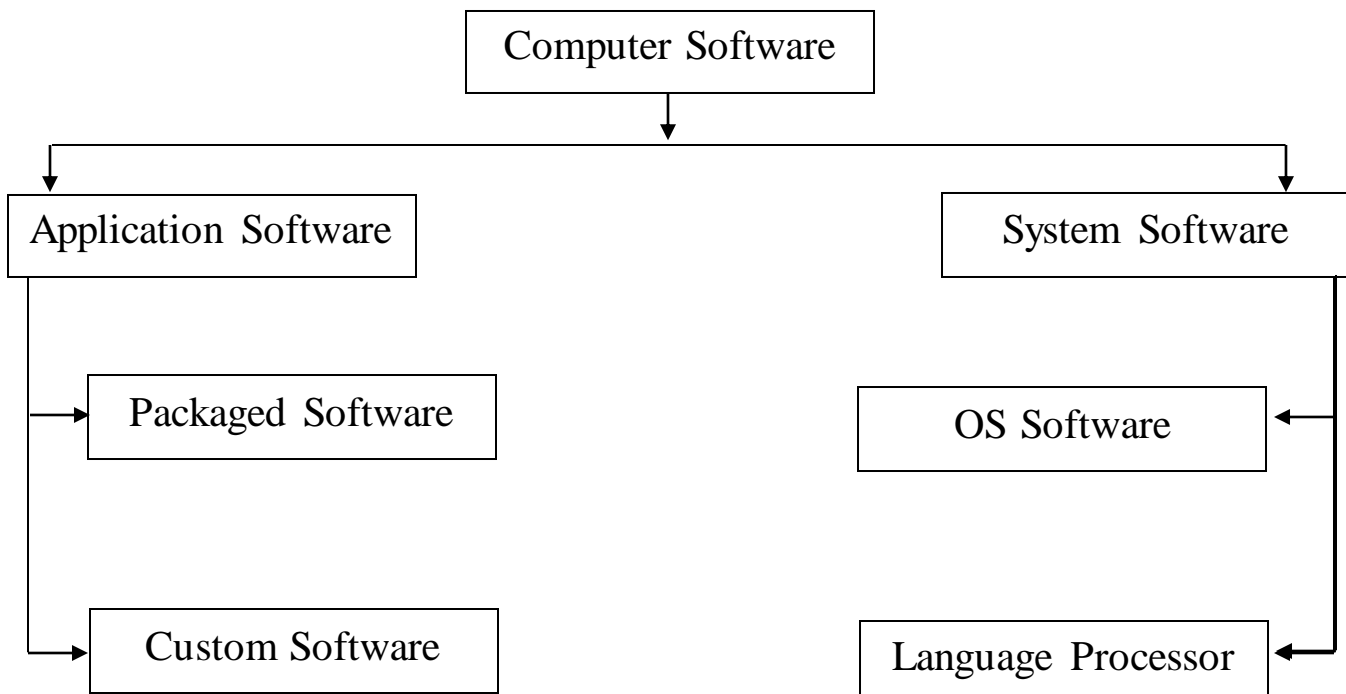 Computer Software
Application Software
System Software
Packaged Software
OS Software
Custom Software
Language Processor